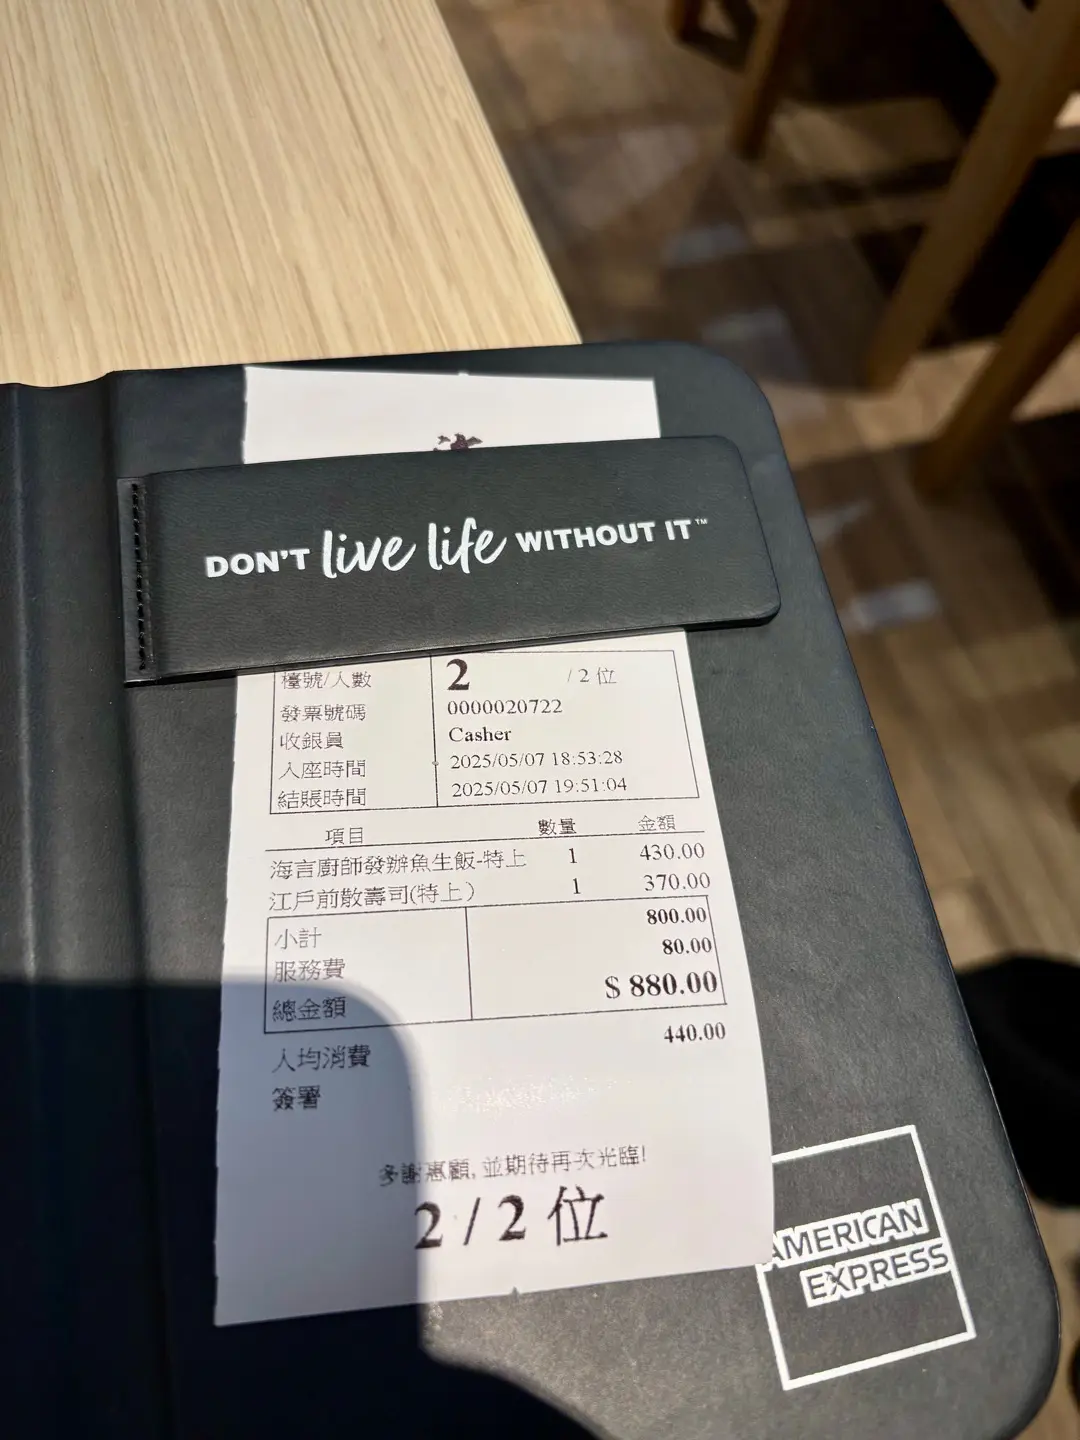 DON'T live life WITHOUT IT™
檯號/人數 2 / 2 位
發票號碼 0000020722
收銀員 Casher
入座時間 2025/05/07 18:53:28
結賬時間 2025/05/07 19:51:04
項目 數量 金額
海言廚師發辦魚生飯-特上 1 430.00
江戶前散壽司(特上) 1 370.00
小計 800.00
服務費 80.00
總金額 $ 880.00
人均消費 440.00
簽署
多謝惠顧, 並期待再次光臨!
2 / 2 位
AMERICAN
EXPRESS